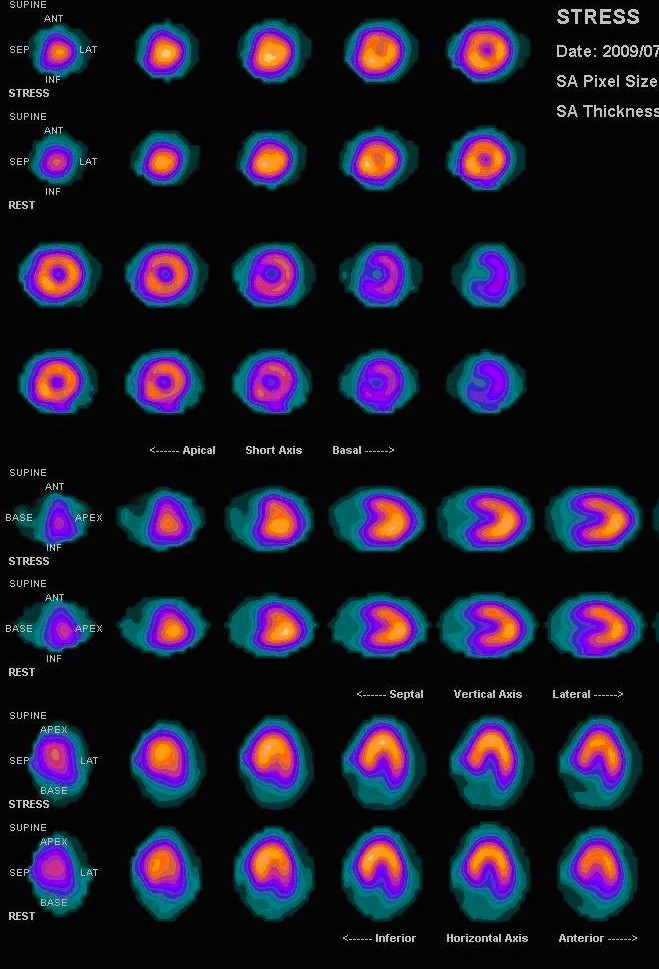 SUPINE
ANT
SEP LAT
INF
STRESS
STRESS
Date: 2009/07
SA Pixel Size
SA Thickness
SUPINE
ANT
SEP LAT
INF
REST
<------ Apical Short Axis Basal ------>
SUPINE
ANT
BASE APEX
INF
STRESS
SUPINE
ANT
BASE APEX
INF
REST
<------ Septal Vertical Axis Lateral ------>
SUPINE
APEX
SEP LAT
BASE
STRESS
SUPINE
APEX
SEP LAT
BASE
REST
<------ Inferior Horizontal Axis Anterior ------>